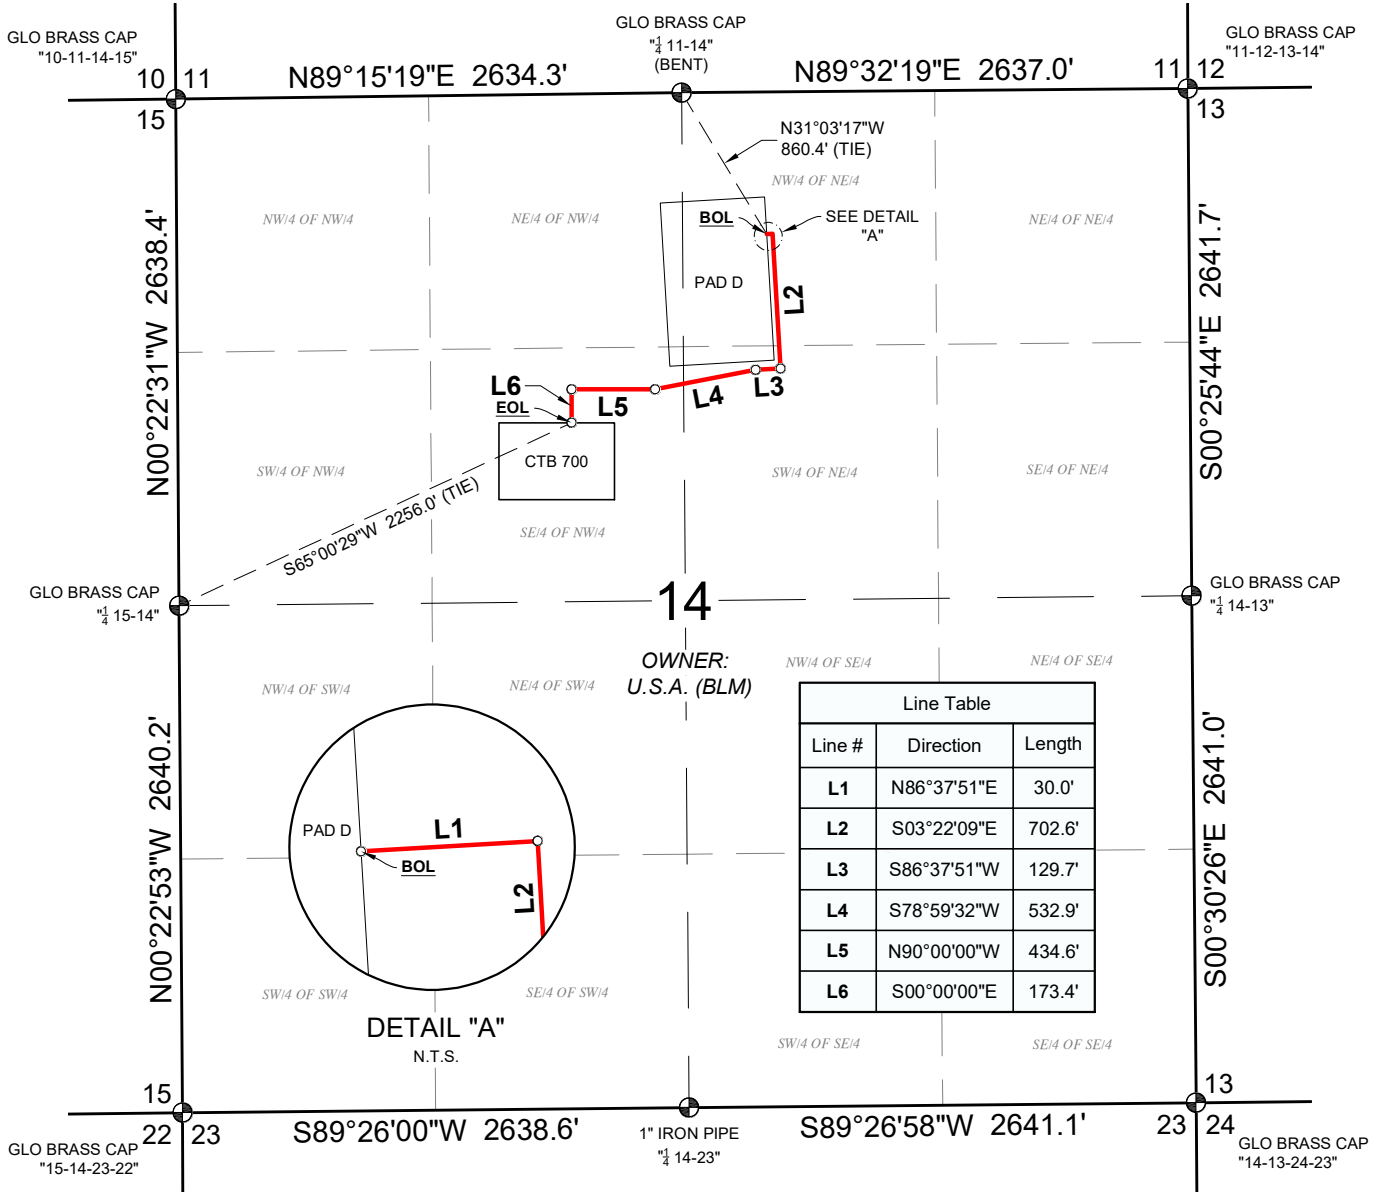 GLO BRASS CAP
"10-11-14-15"
GLO BRASS CAP
"1/4 11-14"
(BENT)
GLO BRASS CAP
"11-12-13-14"
10 11
15
N89°15'19"E 2634.3'
N89°32'19"E 2637.0'
11 12
13
N31°03'17"W
860.4' (TIE)
NW/4 OF NW/4
NE/4 OF NW/4
NW/4 OF NE/4
NE/4 OF NE/4
BOL
SEE DETAIL
"A"
PAD D
L2
N00°22'31"W 2638.4'
S00°25'44"E 2641.7'
L6
EOL
L5
L4
L3
CTB 700
SW/4 OF NW/4
SE/4 OF NW/4
SW/4 OF NE/4
SE/4 OF NE/4
S65°00'29"W 2256.0' (TIE)
GLO BRASS CAP
"1/4 15-14"
14
GLO BRASS CAP
"1/4 14-13"
OWNER:
U.S.A. (BLM)
NW/4 OF SW/4
NE/4 OF SW/4
NW/4 OF SE/4
NE/4 OF SE/4
N00°22'53"W 2640.2'
S00°30'26"E 2641.0'
PAD D
L1
BOL
L2
DETAIL "A"
N.T.S.
Line Table
Line # Direction Length
L1 N86°37'51"E 30.0'
L2 S03°22'09"E 702.6'
L3 S86°37'51"W 129.7'
L4 S78°59'32"W 532.9'
L5 N90°00'00"W 434.6'
L6 S00°00'00"E 173.4'
SW/4 OF SW/4
SE/4 OF SW/4
SW/4 OF SE/4
SE/4 OF SE/4
15
22 23
S89°26'00"W 2638.6'
S89°26'58"W 2641.1'
13
23 24
GLO BRASS CAP
"15-14-23-22"
1" IRON PIPE
"1/4 14-23"
GLO BRASS CAP
"14-13-24-23"